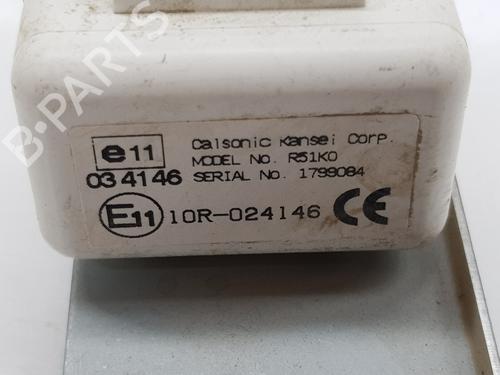 B-PARTS
e11 Calsonic Kansei Corp.
MODEL No. R51K0
034146 SERIAL No. 1799084
E11 10R-024146 CE